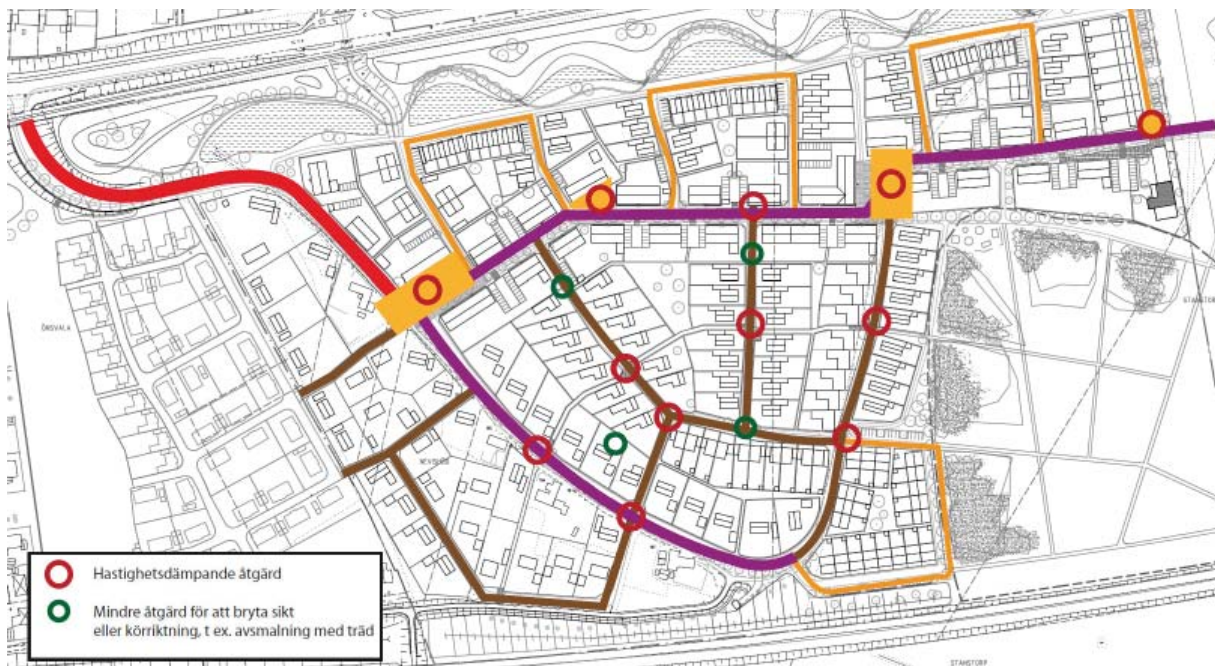 ÖRSVALA
STANSTORP
Hastighetsdämpande åtgärd
Mindre åtgärd för att bryta sikt
eller körriktning, t ex. avsmalning med träd
STANSTORP